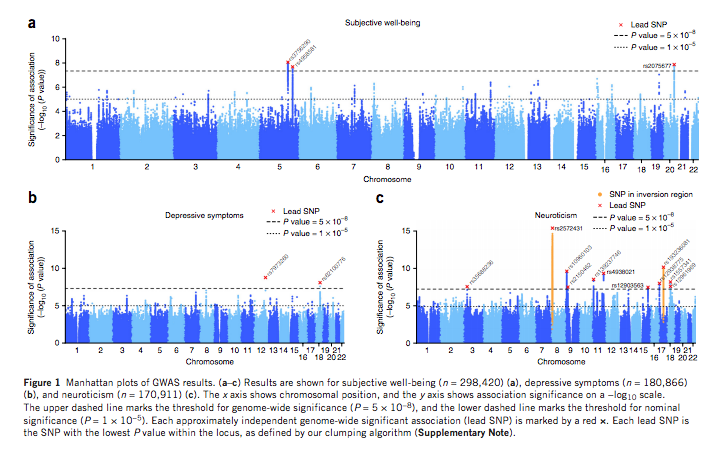 a
Subjective well-being
× Lead SNP
P value = 5 × 10⁻⁸
P value = 1 × 10⁻⁵
Significance of association
(−log₁₀ (P value))
10
8
6
4
2
0
rs3756290
rs4958581
rs2075677
1 2 3 4 5 6 7 8 9 10 11 12 13 14 15 16 17 18 19 20 21 22
Chromosome
b
Depressive symptoms
× Lead SNP
P value = 5 × 10⁻⁸
P value = 1 × 10⁻⁵
Significance of association
(−log₁₀ (P value))
15
10
5
0
rs7973260
rs62100776
1 2 3 4 5 6 7 8 9 10 11 12 13 14 15 16 17 18 19 20 21 22
Chromosome
c
Neuroticism
SNP in inversion region
× Lead SNP
P value = 5 × 10⁻⁸
P value = 1 × 10⁻⁵
Significance of association
(−log₁₀ (P value))
15
10
5
0
rs35688236
rs2572431
rs10960103
rs2150462
rs139237746
rs4938021
rs12903563
rs193236081
1 2 3 4 5 6 7 8 9 10 11 12 13 14 15 16 17 18 19 20 21 22
Chromosome
Figure 1 Manhattan plots of GWAS results. (a–c) Results are shown for subjective well-being (n = 298,420) (a), depressive symptoms (n = 180,866)
(b), and neuroticism (n = 170,911) (c). The x axis shows chromosomal position, and the y axis shows association significance on a −log₁₀ scale.
The upper dashed line marks the threshold for genome-wide significance (P = 5 × 10⁻⁸), and the lower dashed line marks the threshold for nominal
significance (P = 1 × 10⁻⁵). Each approximately independent genome-wide significant association (lead SNP) is marked by a red ×. Each lead SNP is
the SNP with the lowest P value within the locus, as defined by our clumping algorithm (Supplementary Note).